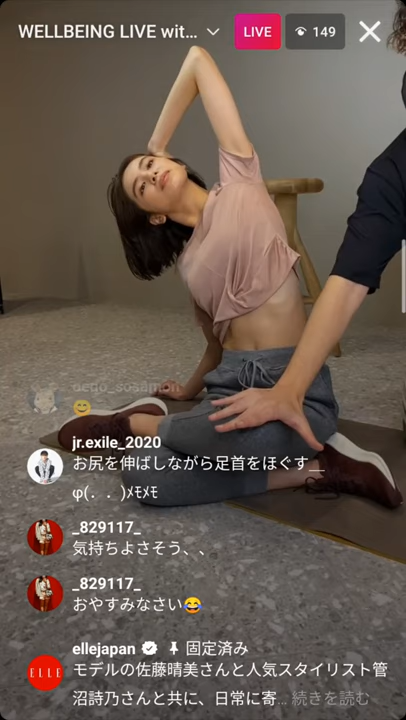 WELLBEING LIVE wit...
LIVE
149
jr.exile_2020
お尻を伸ばしながら足首をほぐす__
φ(．．)ﾒﾓﾒﾓ
_829117_
気持ちよさそう、、
_829117_
おやすみなさい😂
ellejapan 固定済み
ELLE
モデルの佐藤晴美さんと人気スタイリスト管
沼詩乃さんと共に、日常に寄... 続きを読む